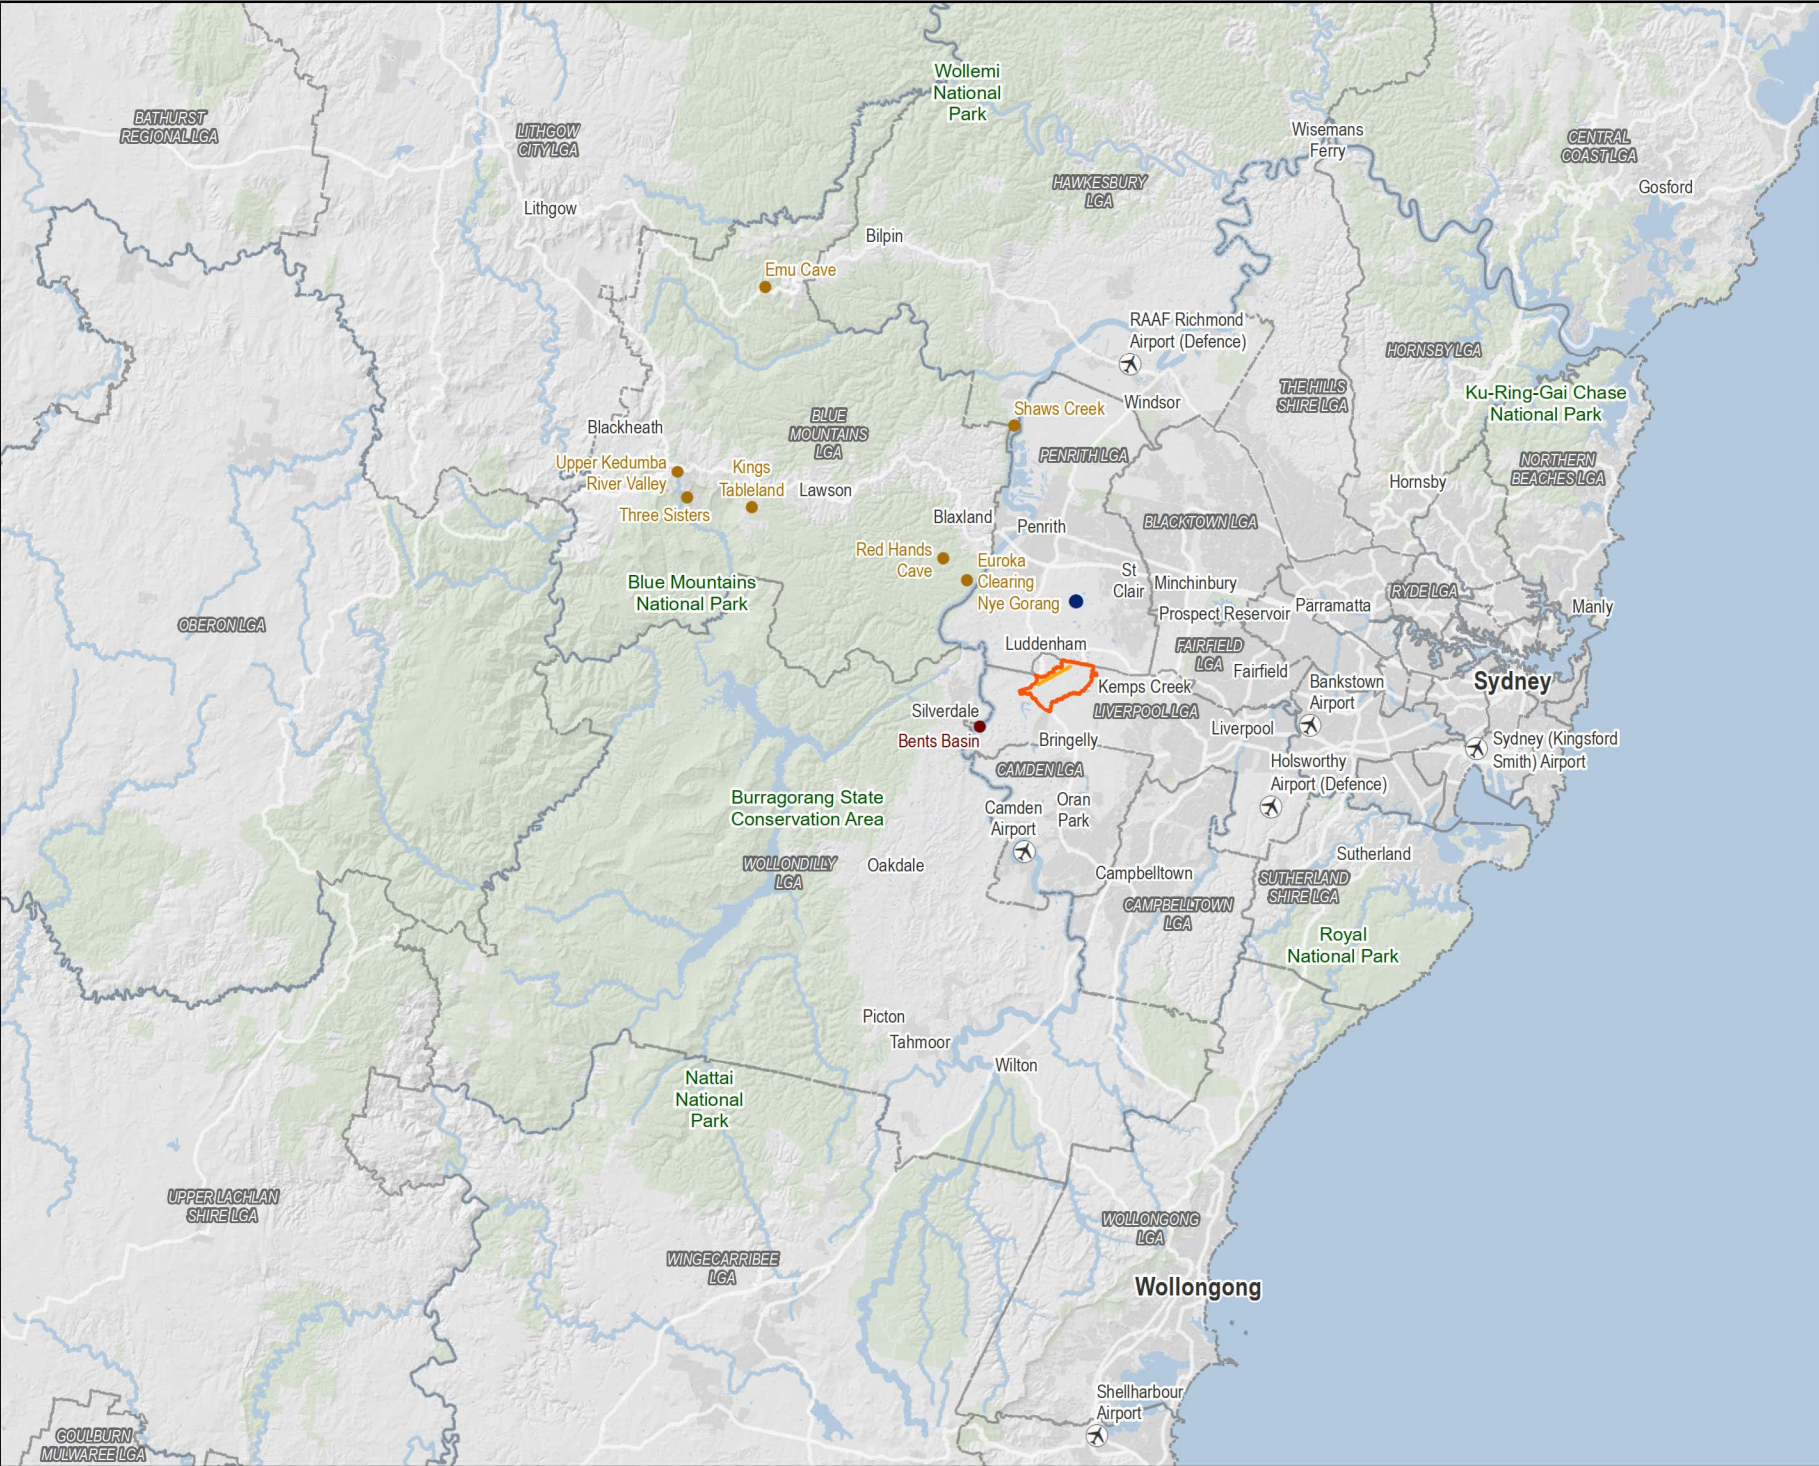 Wollemi
National
Park
BATHURST
REGIONAL LGA
LITHGOW
CITY LGA
Wisemans
Ferry
CENTRAL
COAST LGA
HAWKESBURY
LGA
Gosford
Lithgow
Bilpin
Emu Cave
RAAF Richmond
Airport (Defence)
HORNSBY LGA
THE HILLS
SHIRE LGA
Ku-Ring-Gai Chase
National Park
Shaws Creek
Windsor
BLUE
MOUNTAINS
LGA
Blackheath
PENRITH LGA
Upper Kedumba
River Valley
Kings
Tableland
Lawson
NORTHERN
BEACHES LGA
Hornsby
Three Sisters
Blaxland
Penrith
BLACKTOWN LGA
Red Hands
Cave
Euroka
Clearing
Nye Gorang
St
Clair
Minchinbury
Blue Mountains
National Park
RYDE LGA
Prospect Reservoir
Parramatta
Manly
OBERON LGA
Luddenham
FAIRFIELD
LGA
Fairfield
Kemps Creek
Bankstown
Airport
Sydney
Silverdale
LIVERPOOL LGA
Liverpool
Bents Basin
Bringelly
Sydney (Kingsford
Smith) Airport
CAMDEN LGA
Holsworthy
Airport (Defence)
Burragorang State
Conservation Area
Camden
Airport
Oran
Park
WOLLONDILLY
LGA
Oakdale
Sutherland
Campbelltown
SUTHERLAND
SHIRE LGA
CAMPBELLTOWN
LGA
Royal
National Park
Picton
Tahmoor
Wilton
Nattai
National
Park
UPPER LACHLAN
SHIRE LGA
WOLLONGONG
LGA
WINGECARRIBEE
LGA
Wollongong
Shellharbour
Airport
GOULBURN
MULWAREE LGA